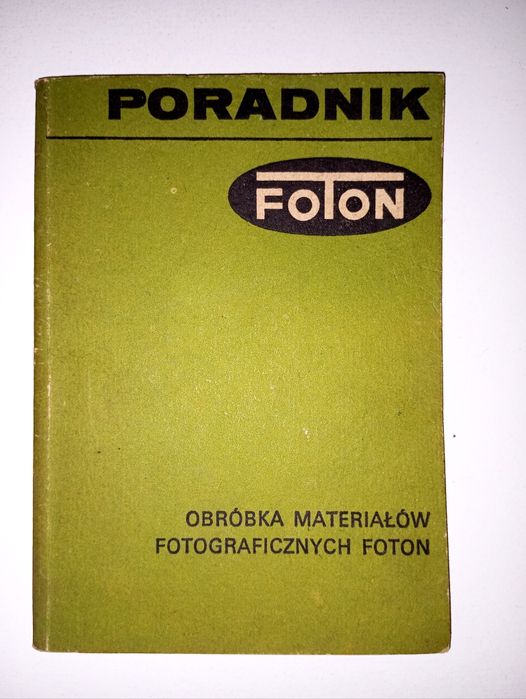 PORADNIK
FOTON
OBRÓBKA MATERIAŁÓW
FOTOGRAFICZNYCH FOTON